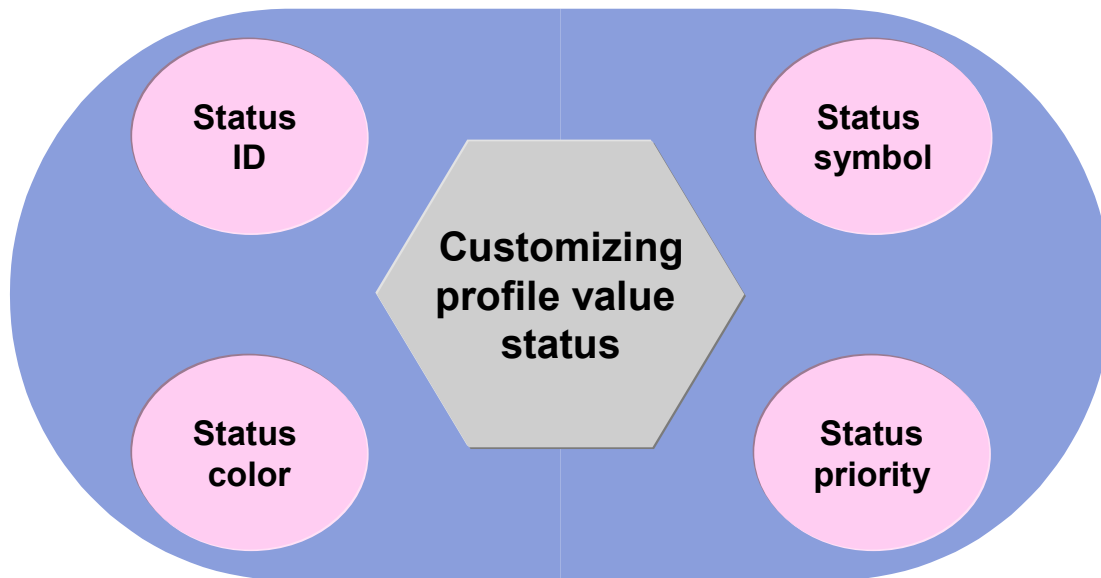 Status
ID
Status
symbol
Customizing
profile value
status
Status
color
Status
priority